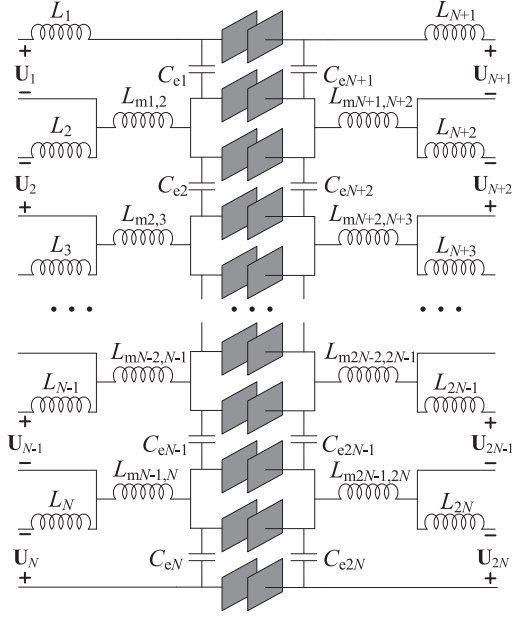 L1 LN+1
+ +
U1 Ce1 CeN+1 UN+1
− Lm1,2 LmN+1,N+2 −
L2 LN+2
− −
U2 Ce2 CeN+2 UN+2
+ Lm2,3 LmN+2,N+3 +
L3 LN+3
··· ··· ···
LmN-2,N-1 Lm2N-2,2N-1
LN-1 L2N-1
+ +
UN-1 CeN-1 Ce2N-1 U2N-1
− LmN-1,N Lm2N-1,2N −
LN L2N
− −
UN CeN Ce2N U2N
+ +